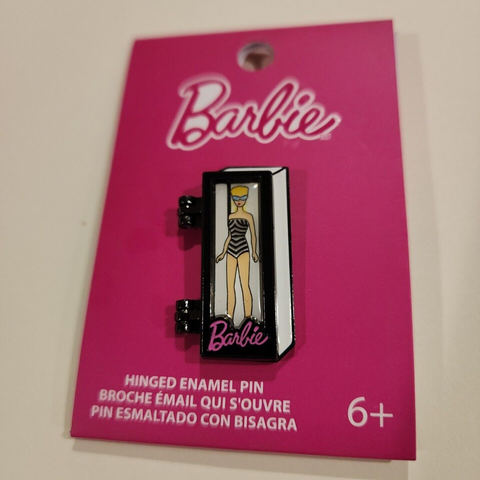 Barbie
Barbie
HINGED ENAMEL PIN
BROCHE ÉMAIL QUI S'OUVRE
PIN ESMALTADO CON BISAGRA
6+